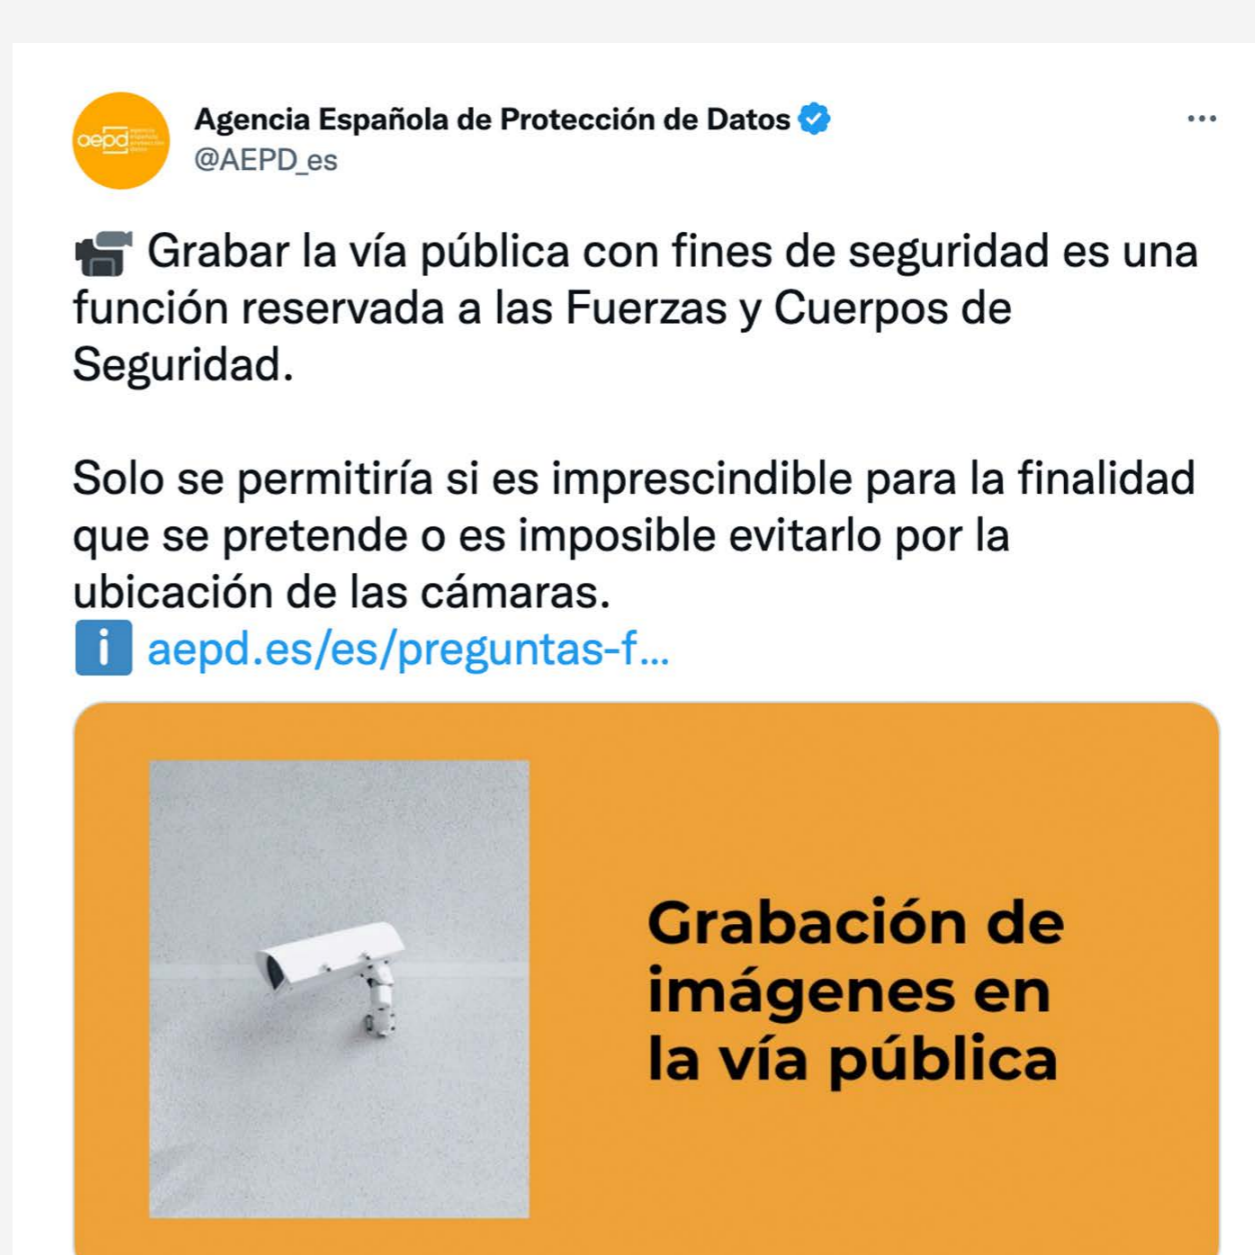 aepd
Agencia Española de Protección de Datos
@AEPD_es
Grabar la vía pública con fines de seguridad es una
función reservada a las Fuerzas y Cuerpos de
Seguridad.
Solo se permitiría si es imprescindible para la finalidad
que se pretende o es imposible evitarlo por la
ubicación de las cámaras.
aepd.es/es/preguntas-f...
Grabación de
imágenes en
la vía pública